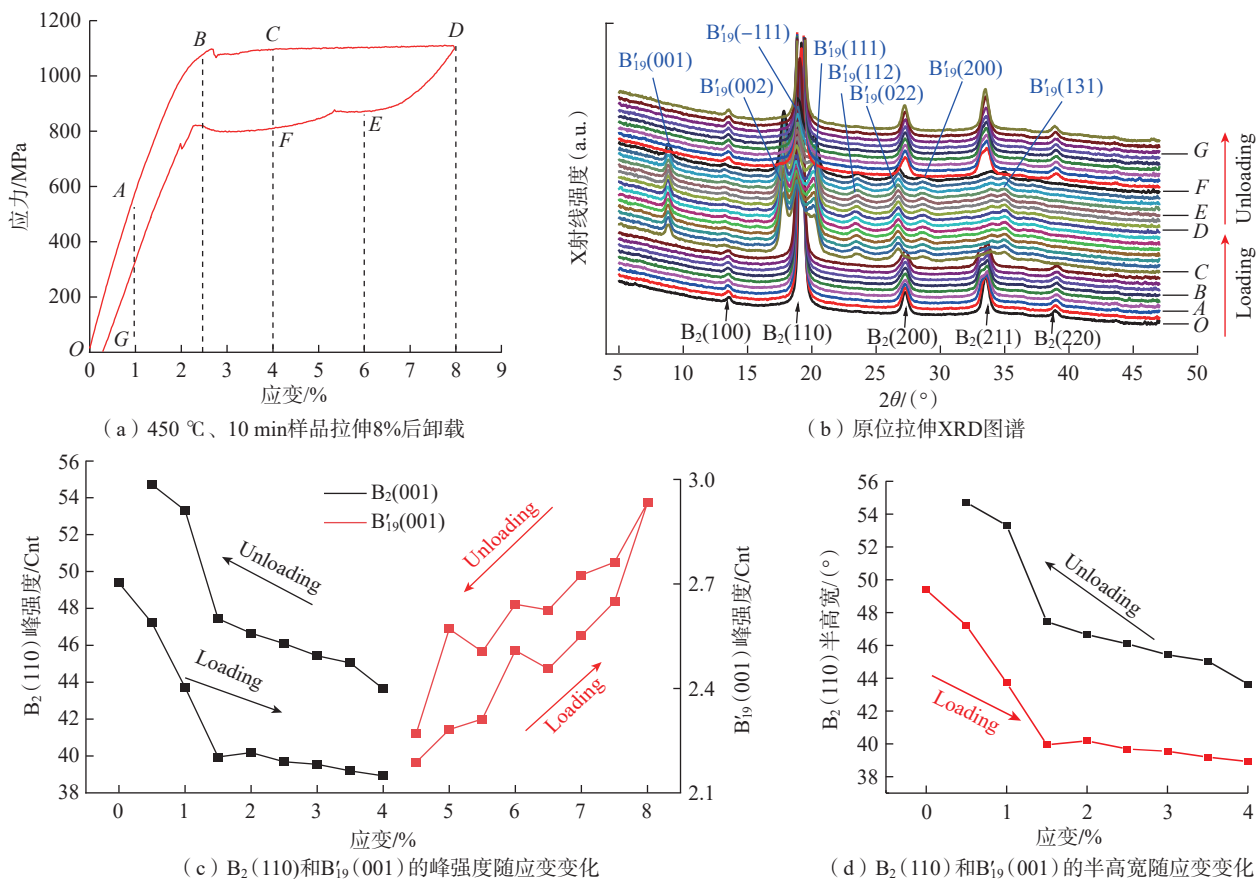 1200
1000
800
600
400
200
O
应力/MPa
0
1
2
3
4
5
6
7
8
9
应变/%
A
B
C
D
E
F
G
(a)450 ℃、10 min样品拉伸8%后卸载
X射线强度(a.u.)
B′19(001)
B′19(002)
B′19(-111)
B′19(111)
B′19(112)
B′19(022)
B′19(200)
B′19(131)
B2(100)
B2(110)
B2(200)
B2(211)
B2(220)
G
F
E
D
C
B
A
O
Unloading
Loading
5
10
15
20
25
30
35
40
45
50
2θ/(°)
(b)原位拉伸XRD图谱
56
54
52
50
48
46
44
42
40
38
B2(110)峰强度/Cnt
B2(001)
B′19(001)
Unloading
Loading
Unloading
Loading
3.0
2.7
2.4
2.1
B′19(001)峰强度/Cnt
0
1
2
3
4
5
6
7
8
应变/%
(c)B2(110)和B′19(001)的峰强度随应变变化
56
54
52
50
48
46
44
42
40
38
B2(110)半高宽/(°)
Unloading
Loading
0
1
2
3
4
应变/%
(d)B2(110)和B′19(001)的半高宽随应变变化